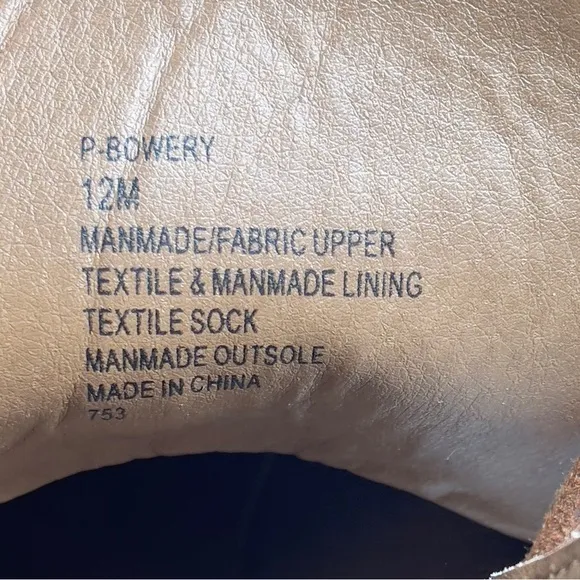 P-BOWERY
12M
MANMADE/FABRIC UPPER
TEXTILE & MANMADE LINING
TEXTILE SOCK
MANMADE OUTSOLE
MADE IN CHINA
753